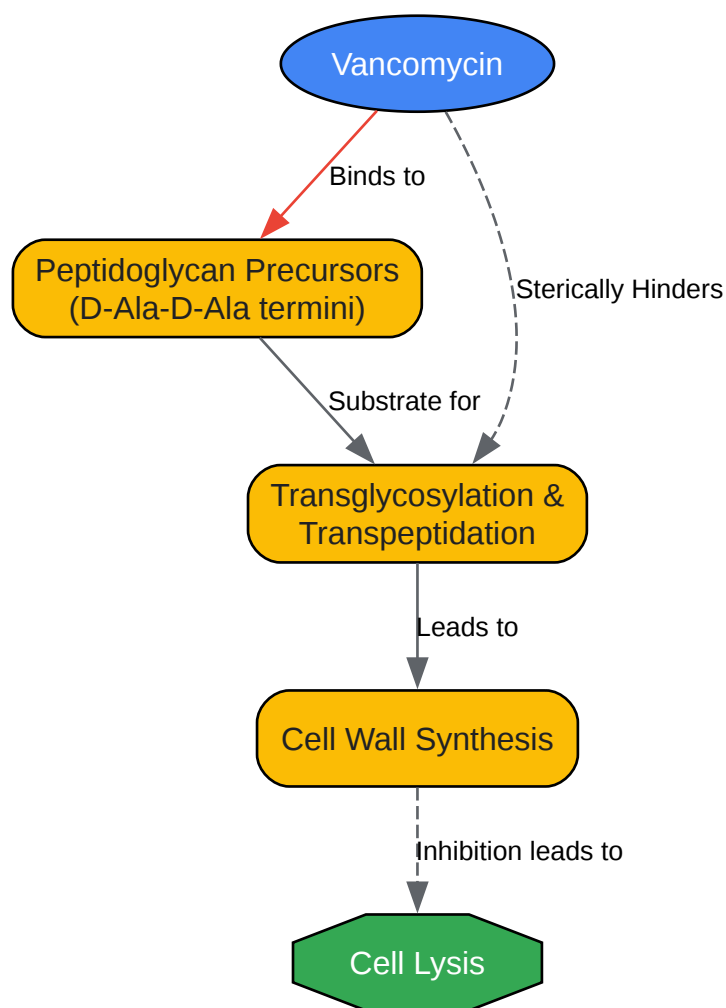 Vancomycin
Binds to
Peptidoglycan Precursors
(D-Ala-D-Ala termini)
Sterically Hinders
Substrate for
Transglycosylation &
Transpeptidation
Leads to
Cell Wall Synthesis
Inhibition leads to
Cell Lysis